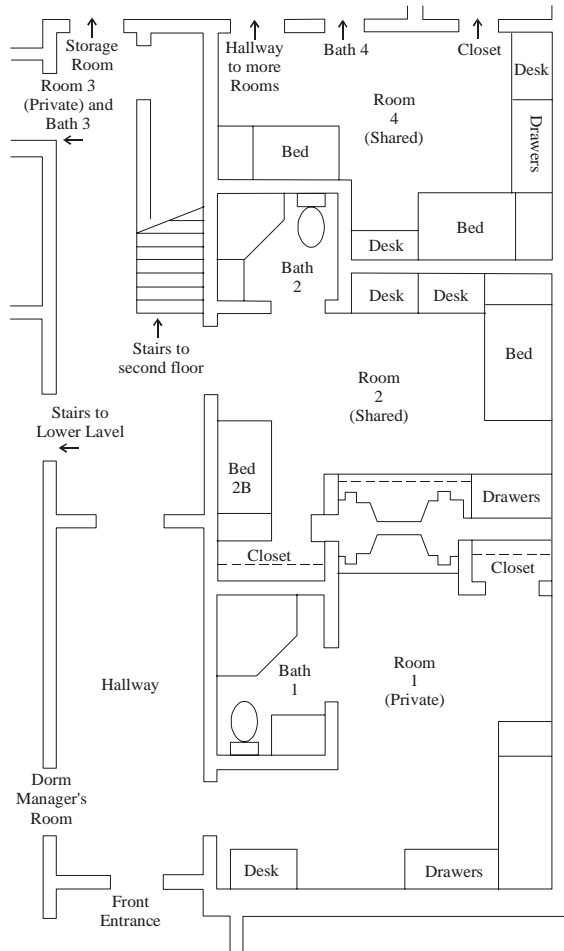 Storage
Room
Room 3
(Private) and
Bath 3
Hallway
to more
Rooms
Bath 4
Closet
Desk
Room
4
(Shared)
Drawers
Bed
Bed
Desk
Bath
2
Desk
Desk
Stairs to
second floor
Bed
Room
2
(Shared)
Stairs to
Lower Lavel
Bed
2B
Drawers
Closet
Closet
Hallway
Bath
1
Room
1
(Private)
Dorm
Manager's
Room
Desk
Drawers
Front
Entrance